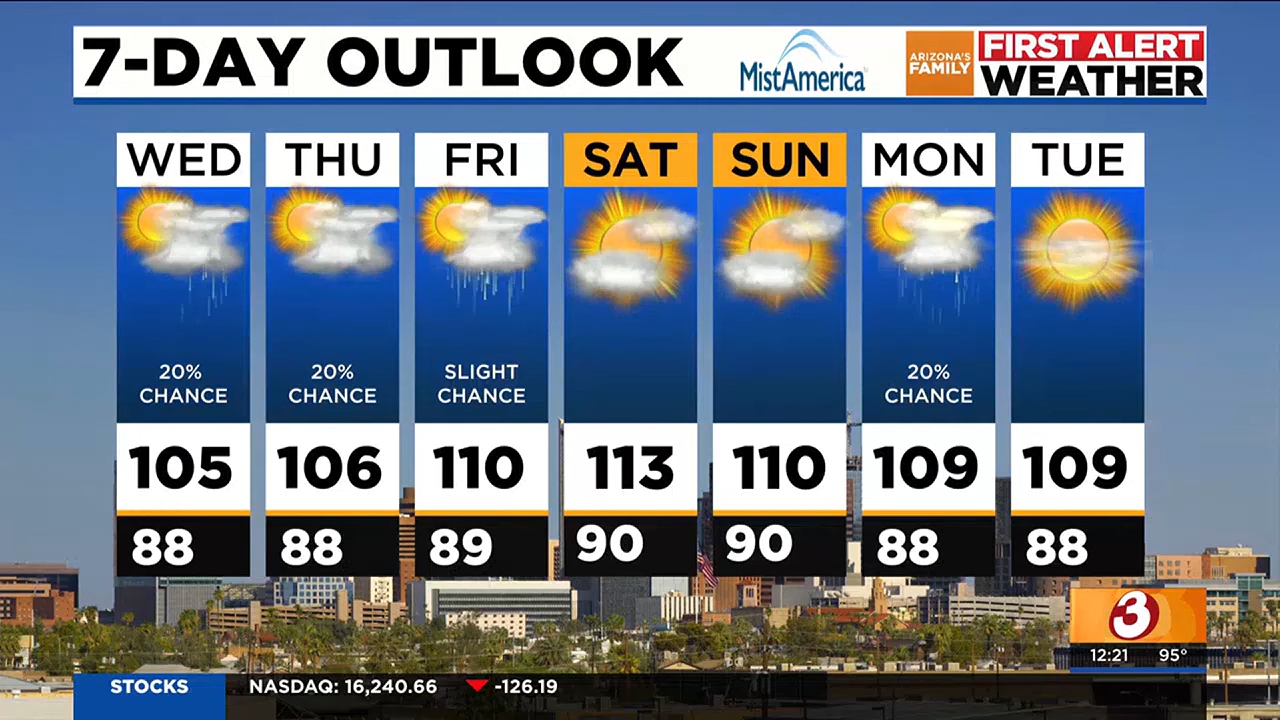 7-DAY OUTLOOK
MistAmerica
ARIZONA'S
FAMILY
FIRST ALERT
WEATHER
WED THU FRI SAT SUN MON TUE
20% CHANCE
20% CHANCE
SLIGHT CHANCE
20% CHANCE
105 106 110 113 110 109 109
88 88 89 90 90 88 88
3
12:21 95°
STOCKS NASDAQ: 16,240.66 -126.19